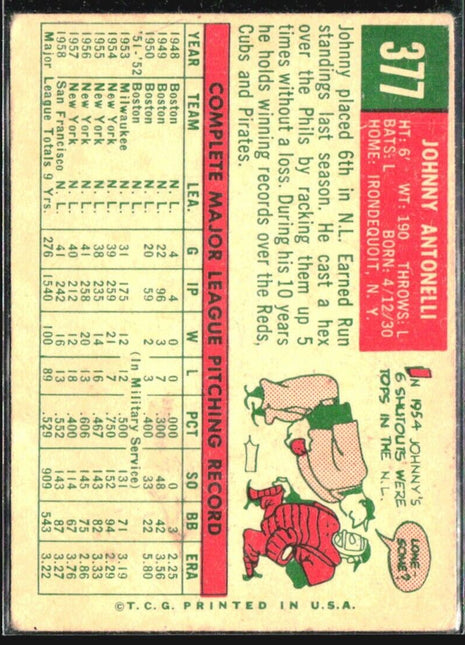 377
JOHNNY ANTONELLI
HT: 6' WT: 190 THROWS: L
BATS: L BORN: 4/12/30
HOME: IRONDEQUOIT, N. Y.
Johnny placed 6th in N.L. Earned Run
standings last season. He cast a hex
over the Phils by racking them up 5
times without a loss. During his 10 years
he holds winning records over the Reds,
Cubs and Pirates.
IN 1954 JOHNNY'S
6 SHUTOUTS WERE
TOPS IN THE N.L.
LONE-
SOME?
COMPLETE MAJOR LEAGUE PITCHING RECORD
YEAR TEAM LEA. G IP W L PCT SO BB ERA
1948 Boston N. L. 4 4 0 0 .000 0 3 2.25
1949 Boston N. L. 22 96 3 7 .300 48 42 3.56
1950 Boston N. L. 20 59 2 3 .400 33 22 5.80
'51-'52 Boston (In Military Service)
1953 Milwaukee N. L. 31 175 12 12 .500 131 71 3.19
1954 New York N. L. 39 259 21 7 .750 152 94 2.29
1955 New York N. L. 38 235 14 16 .467 143 82 3.33
1956 New York N. L. 41 258 20 13 .606 145 75 2.86
1957 New York N. L. 40 212 12 18 .400 114 67 3.76
1958 San Francisco N. L. 41 242 16 13 .552 143 87 3.27
Major League Totals 9 Yrs. 276 1540 100 89 .529 909 543 3.22
© T.C.G. PRINTED IN U.S.A.